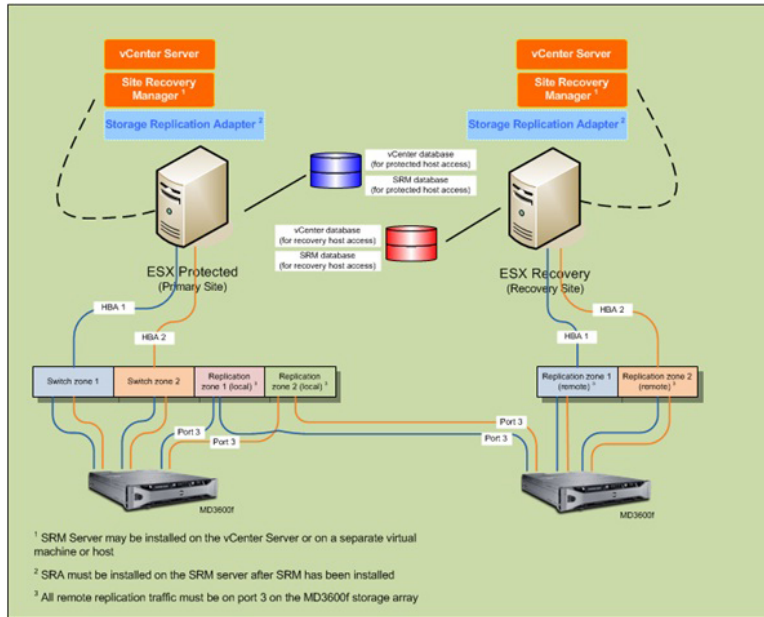 vCenter Server
Site Recovery
Manager 1
Storage Replication Adapter 2
vCenter Server
Site Recovery
Manager 1
Storage Replication Adapter 2
vCenter database
(for protected host access)
SRM database
(for protected host access)
vCenter database
(for recovery host access)
SRM database
(for recovery host access)
ESX Protected
(Primary Site)
ESX Recovery
(Recovery Site)
HBA 1
HBA 2
HBA 1
HBA 2
Switch zone 1
Switch zone 2
Replication
zone 1 (local) 3
Replication
zone 2 (local) 3
Replication zone 1
(remote) 3
Replication zone 2
(remote) 3
Port 3
Port 3
Port 3
Port 3
MD3600f
MD3600f
1 SRM Server may be installed on the vCenter Server or on a separate virtual
machine or host
2 SRA must be installed on the SRM server after SRM has been installed
3 All remote replication traffic must be on port 3 on the MD3600f storage array